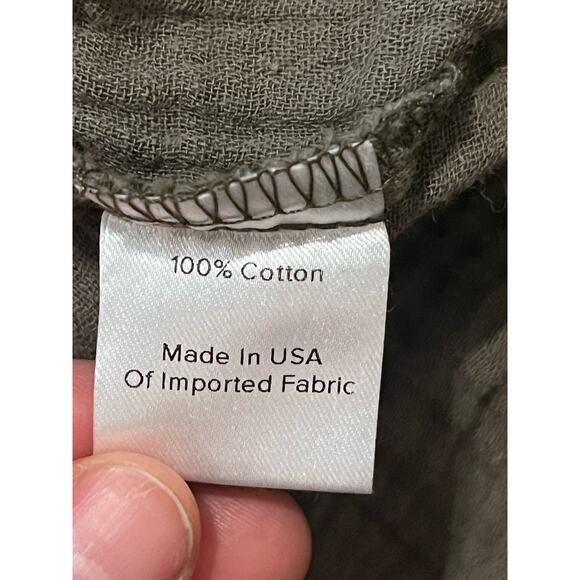 100% Cotton
Made In USA
Of Imported Fabric